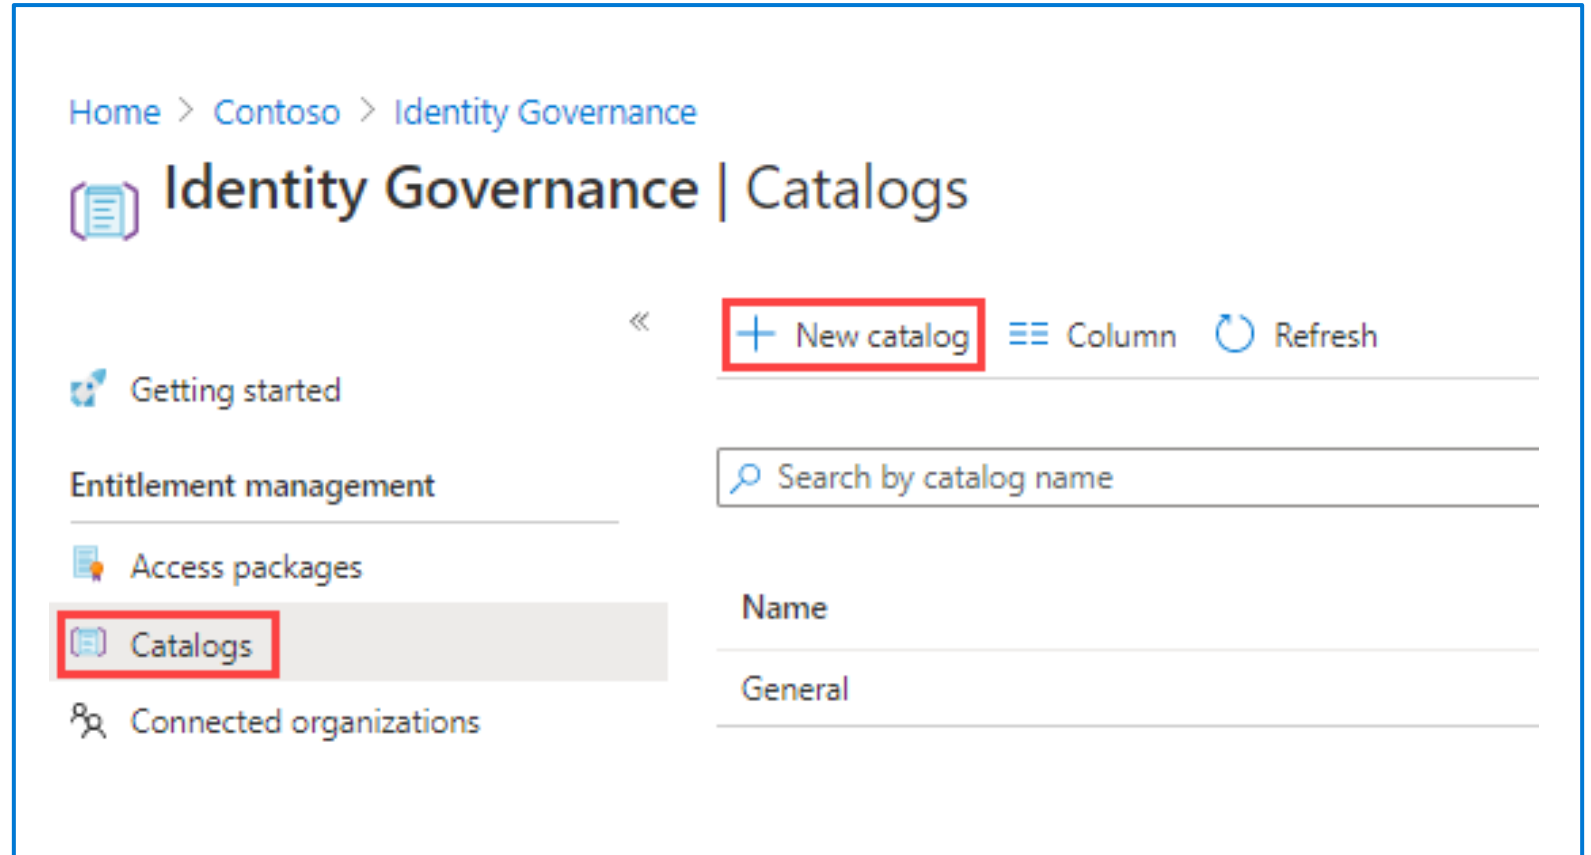 Home > Contoso > Identity Governance
Identity Governance | Catalogs
«
New catalog Column Refresh
Getting started
Search by catalog name
Entitlement management
Access packages
Catalogs
Connected organizations
Name
General